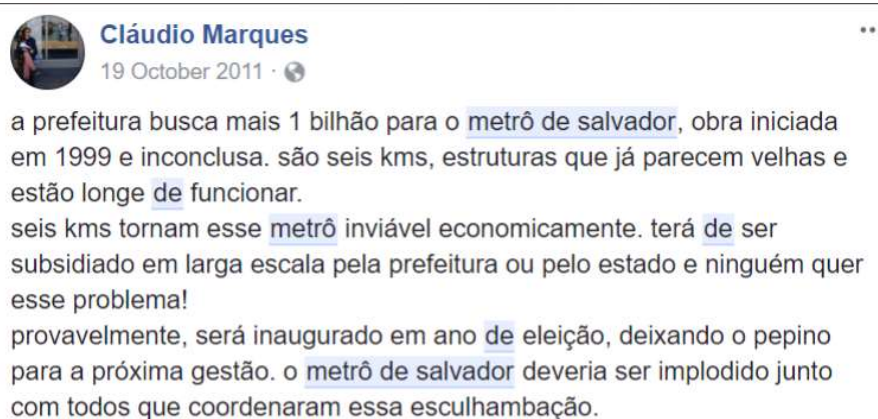 Cláudio Marques
19 October 2011 ·
a prefeitura busca mais 1 bilhão para o metrô de salvador, obra iniciada
em 1999 e inconclusa. são seis kms, estruturas que já parecem velhas e
estão longe de funcionar.
seis kms tornam esse metrô inviável economicamente. terá de ser
subsidiado em larga escala pela prefeitura ou pelo estado e ninguém quer
esse problema!
provavelmente, será inaugurado em ano de eleição, deixando o pepino
para a próxima gestão. o metrô de salvador deveria ser implodido junto
com todos que coordenaram essa esculhambação.